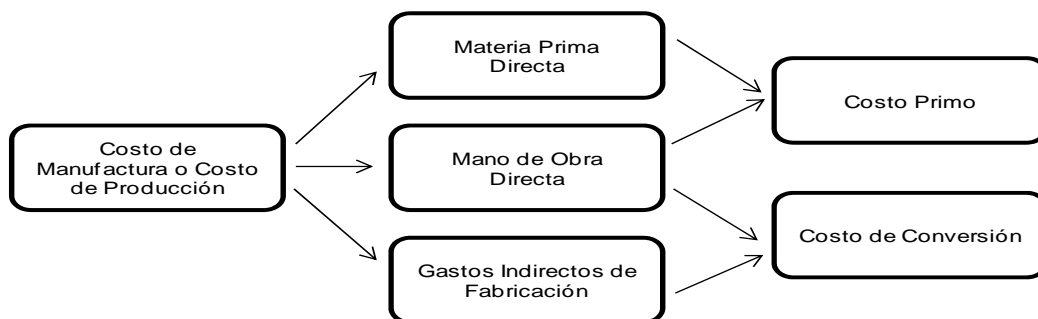 Costo de
Manufactura o Costo
de Producción
Materia Prima
Directa
Mano de Obra
Directa
Gastos Indirectos de
Fabricación
Costo Primo
Costo de Conversión